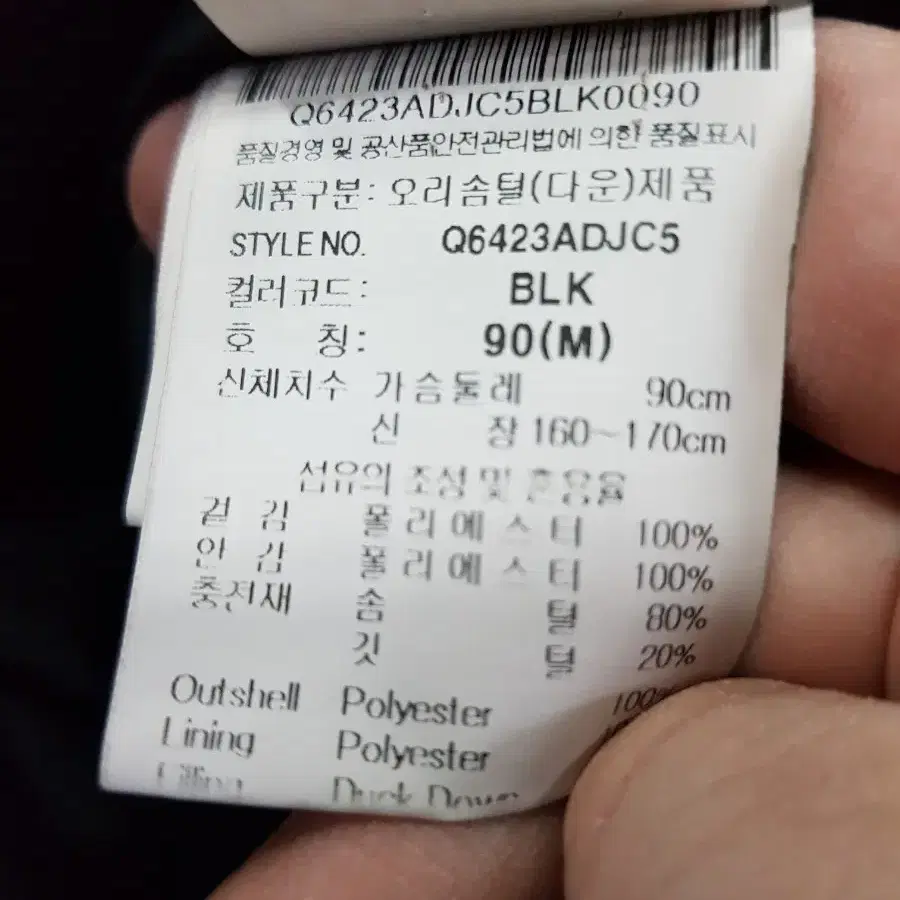 Q6423ADJC5BLK0090
품질경영 및 공산품안전관리법에 의한 품질표시
제품구분: 오리솜털(다운)제품
STYLE NO. Q6423ADJC5
컬러코드: BLK
호 칭: 90(M)
신체치수 가슴둘레 90cm
신 장 160~170cm
섬유의 조성 및 혼용율
겉 감 폴리에스터 100%
안 감 폴리에스터 100%
충전재 솜 털 80%
깃 털 20%
Outshell Polyester 100%
Lining Polyester
Filling Duck Down